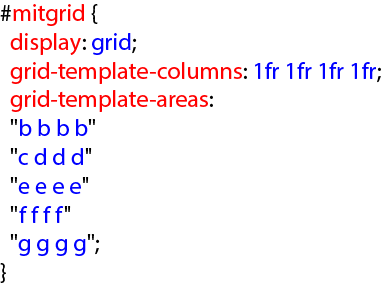 #mitgrid {
display: grid;
grid-template-columns: 1fr 1fr 1fr 1fr;
grid-template-areas:
"b b b b"
"c d d d"
"e e e e"
"f f f f"
"g g g g";
}